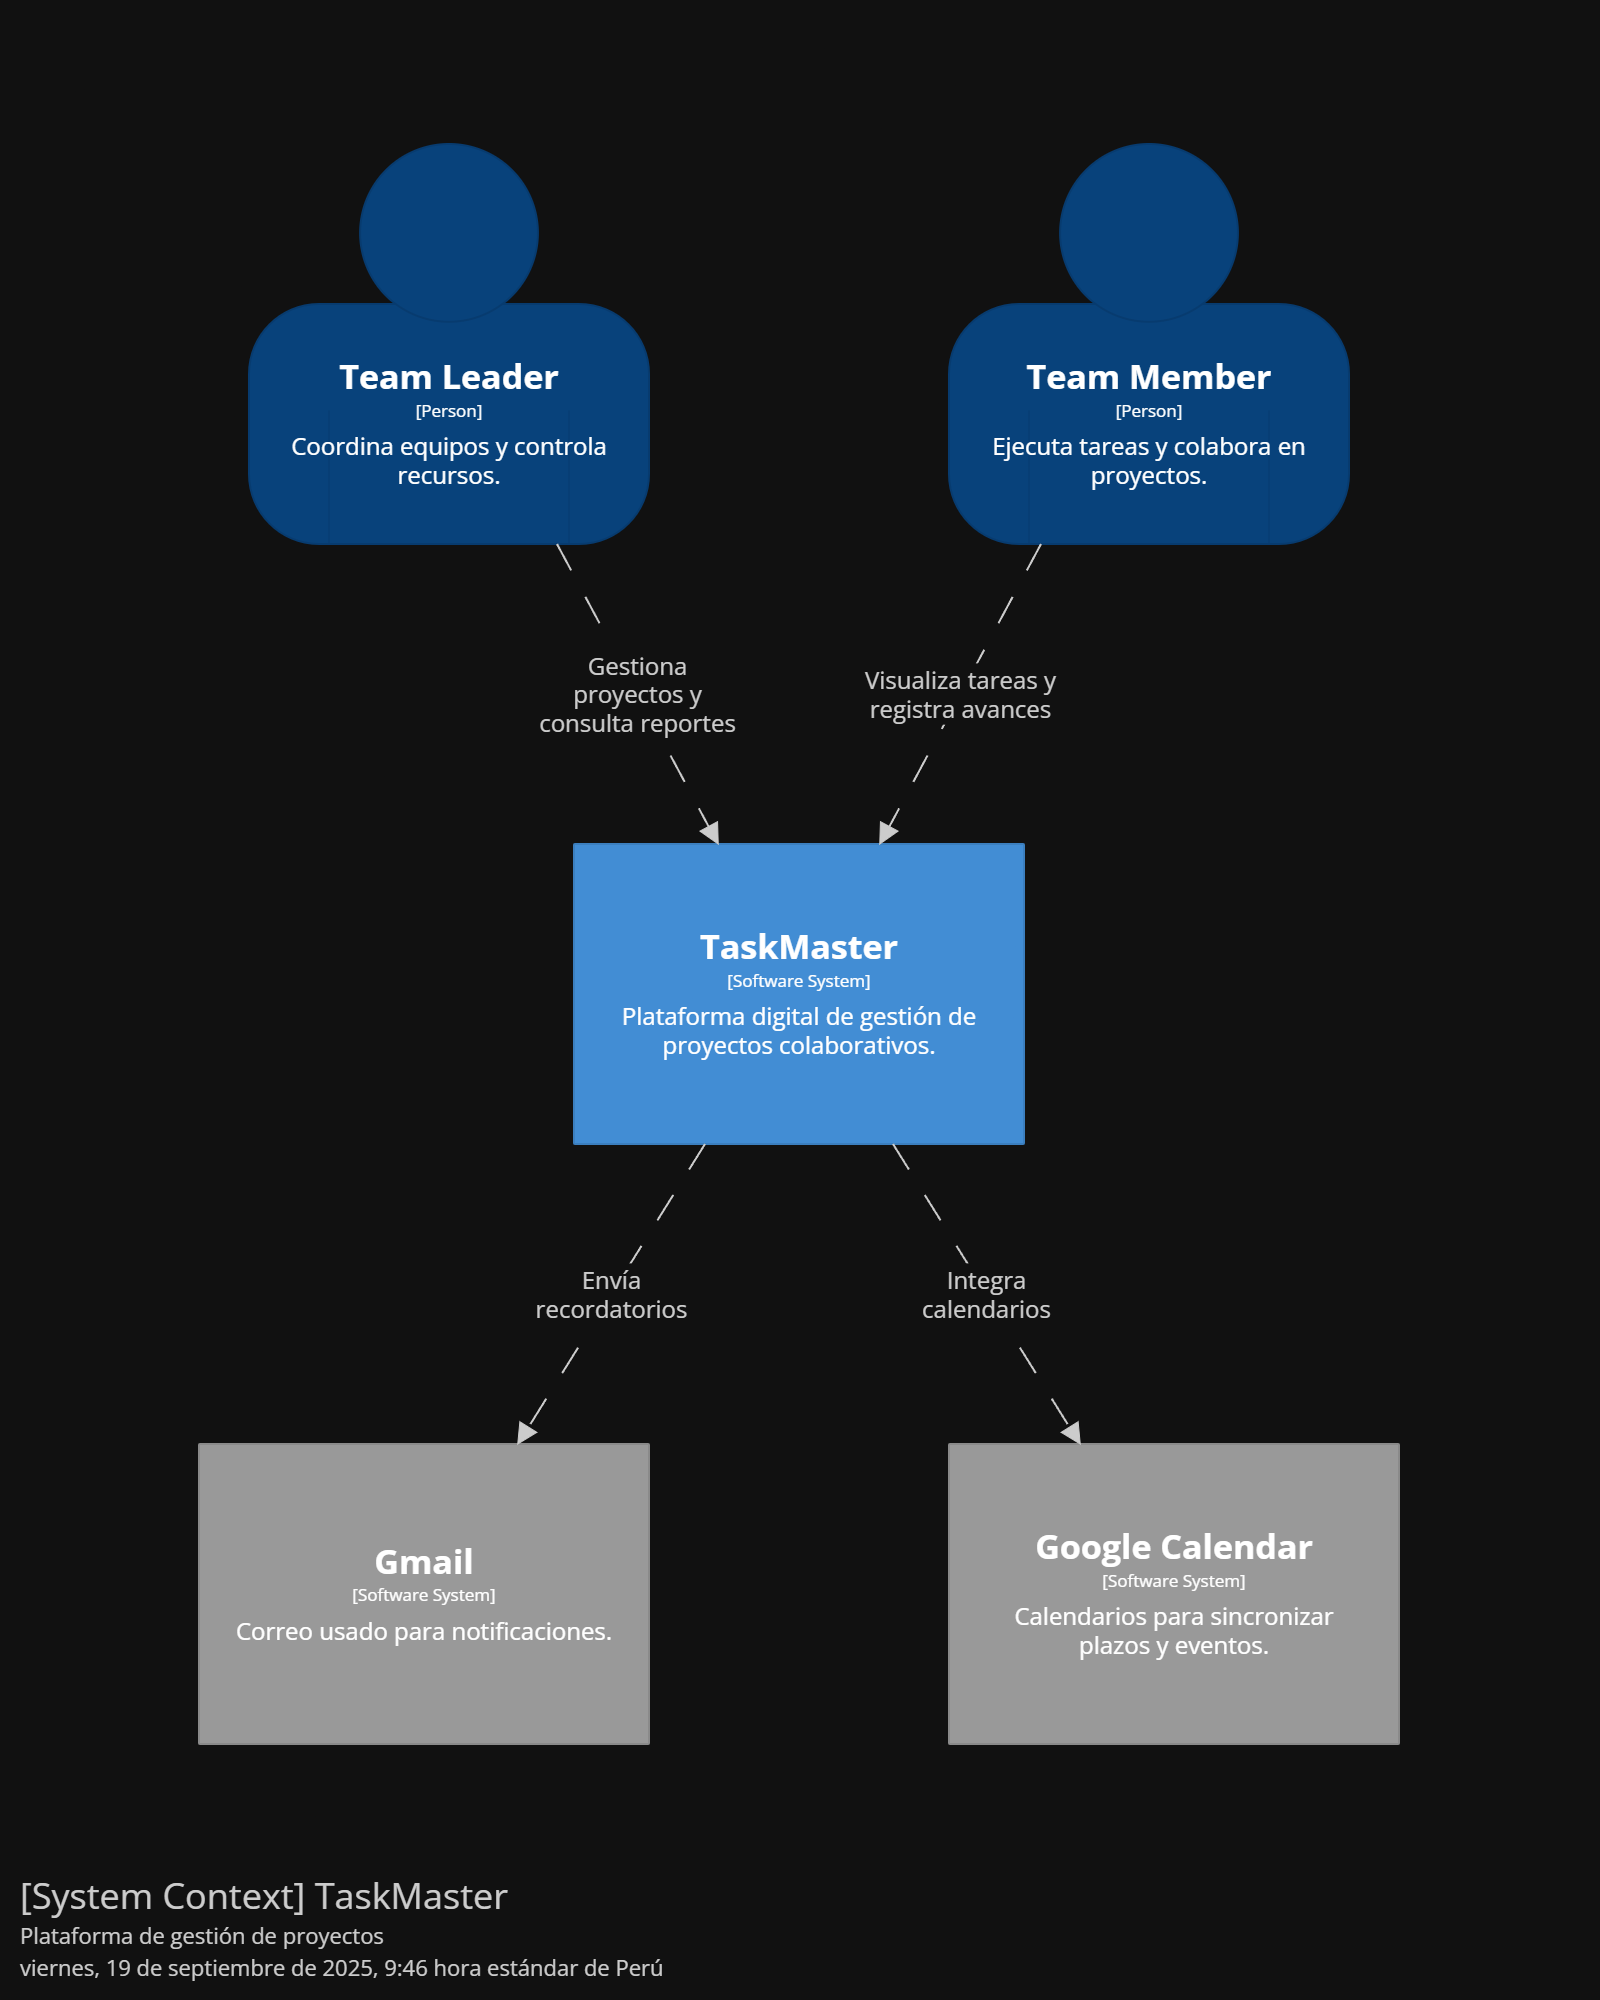 Team Leader
[Person]
Coordina equipos y controla
recursos.
Team Member
[Person]
Ejecuta tareas y colabora en
proyectos.
Gestiona
proyectos y
consulta reportes
Visualiza tareas y
registra avances
TaskMaster
[Software System]
Plataforma digital de gestión de
proyectos colaborativos.
Envía
recordatorios
Integra
calendarios
Gmail
[Software System]
Correo usado para notificaciones.
Google Calendar
[Software System]
Calendarios para sincronizar
plazos y eventos.
[System Context] TaskMaster
Plataforma de gestión de proyectos
viernes, 19 de septiembre de 2025, 9:46 hora estándar de Perú